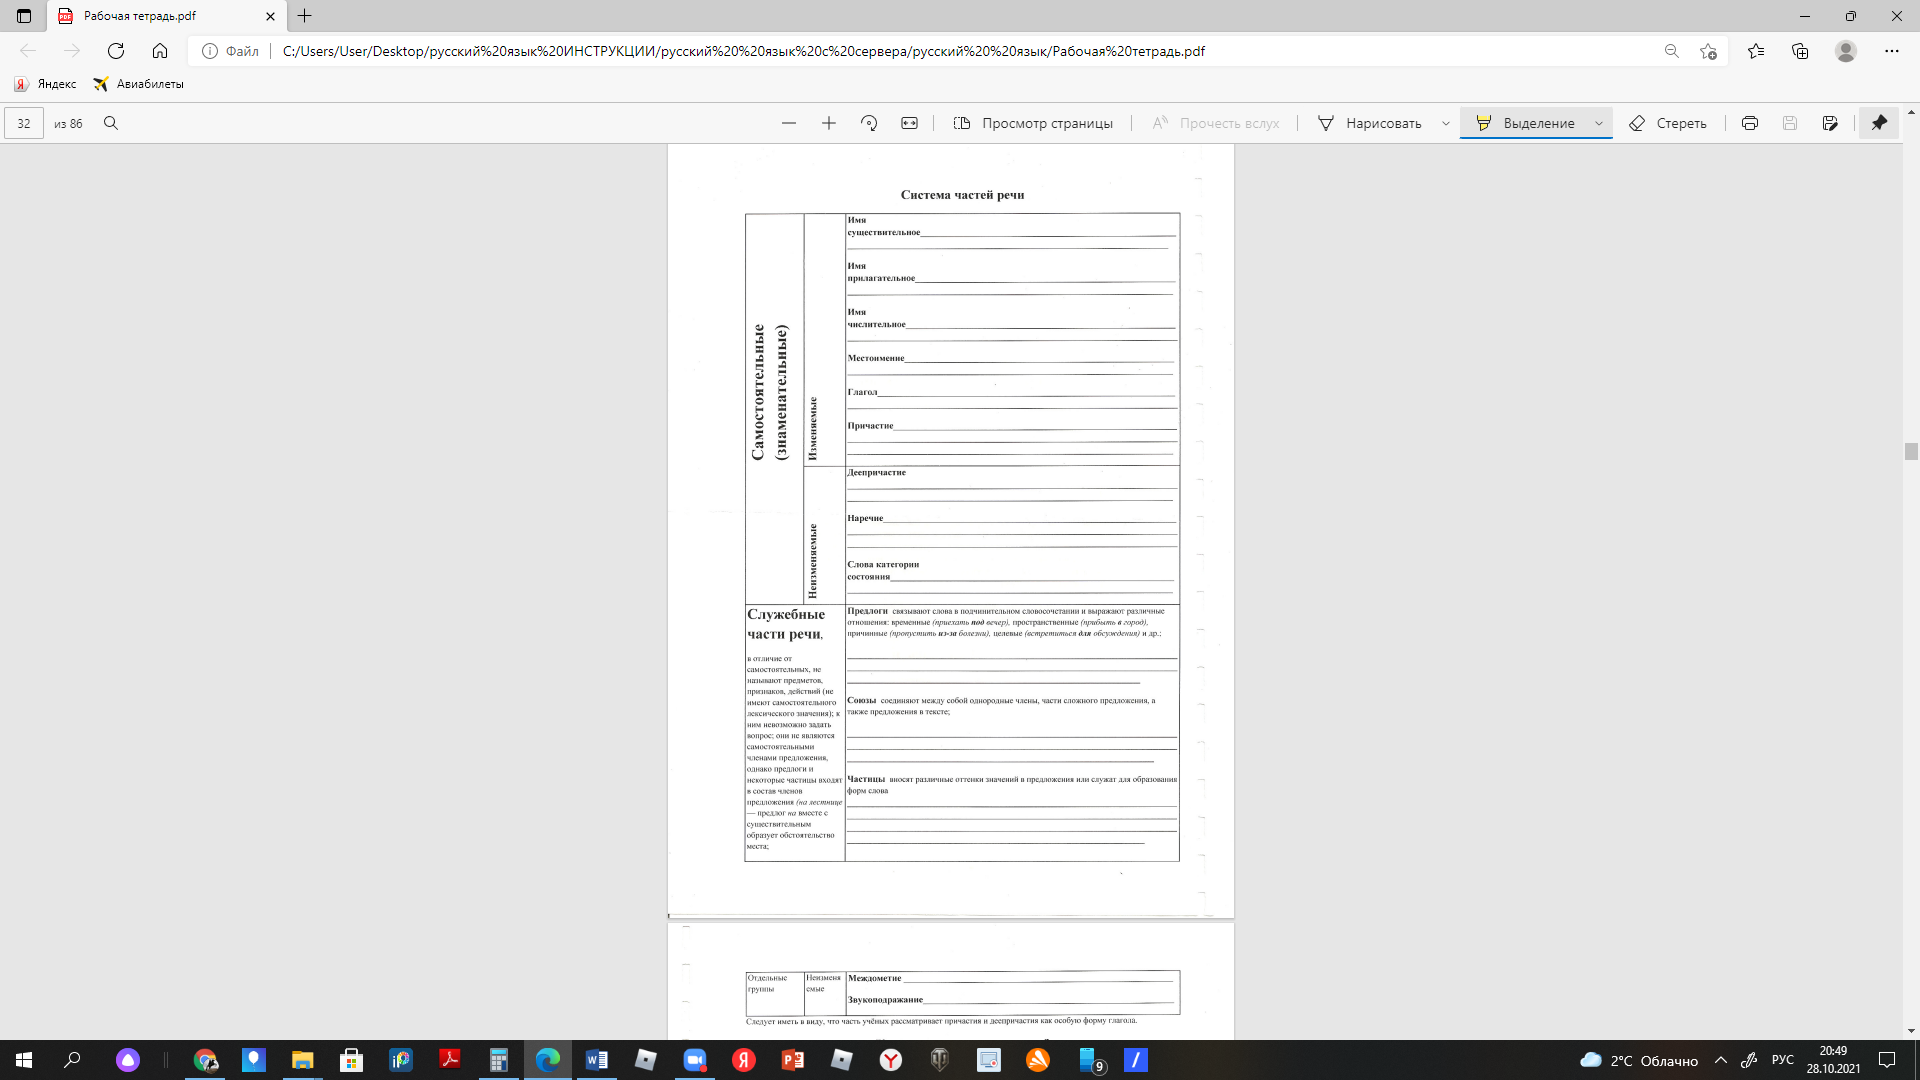 Рабочая тетрадь.pdf
Файл
C:/Users/User/Desktop/русский%20язык%20ИНСТРУКЦИИ/русский%20%20язык%20с%20сервера/русский%20%20язык/Рабочая%20тетрадь.pdf
Яндекс
Авиабилеты
32
из 86
Просмотр страницы
Прочесть вслух
Нарисовать
Выделение
Стереть
Система частей речи
Самостоятельные
(знаменательные)
Изменяемые
Имя
существительное
Имя
прилагательное
Имя
числительное
Местоимение
Глагол
Причастие
Неизменяемые
Деепричастие
Наречие
Слова категории
состояния
Служебные
части речи,
в отличие от
самостоятельных, не
называют предметов,
признаков, действий (не
имеют самостоятельного
лексического значения); к
ним невозможно задать
вопрос; они не являются
самостоятельными
членами предложения,
однако предлоги и
некоторые частицы входят
в состав членов
предложения (на лестнице
— предлог на вместе с
существительным
образует обстоятельство
места;
Предлоги связывают слова в подчинительном словосочетании и выражают различные
отношения: временные (приехать под вечер), пространственные (прибыть в город),
причинные (пропустить из-за болезни), целевые (встретиться для обсуждения) и др.;
Союзы соединяют между собой однородные члены, части сложного предложения, а
также предложения в тексте;
Частицы вносят различные оттенки значений в предложения или служат для образования
форм слова
Отдельные
группы
Неизменя
емые
Междометие
Звукоподражание
Следует иметь в виду, что часть учёных рассматривает причастия и деепричастия как особую форму глагола.
9
2°C Облачно
РУС
20:49
28.10.2021